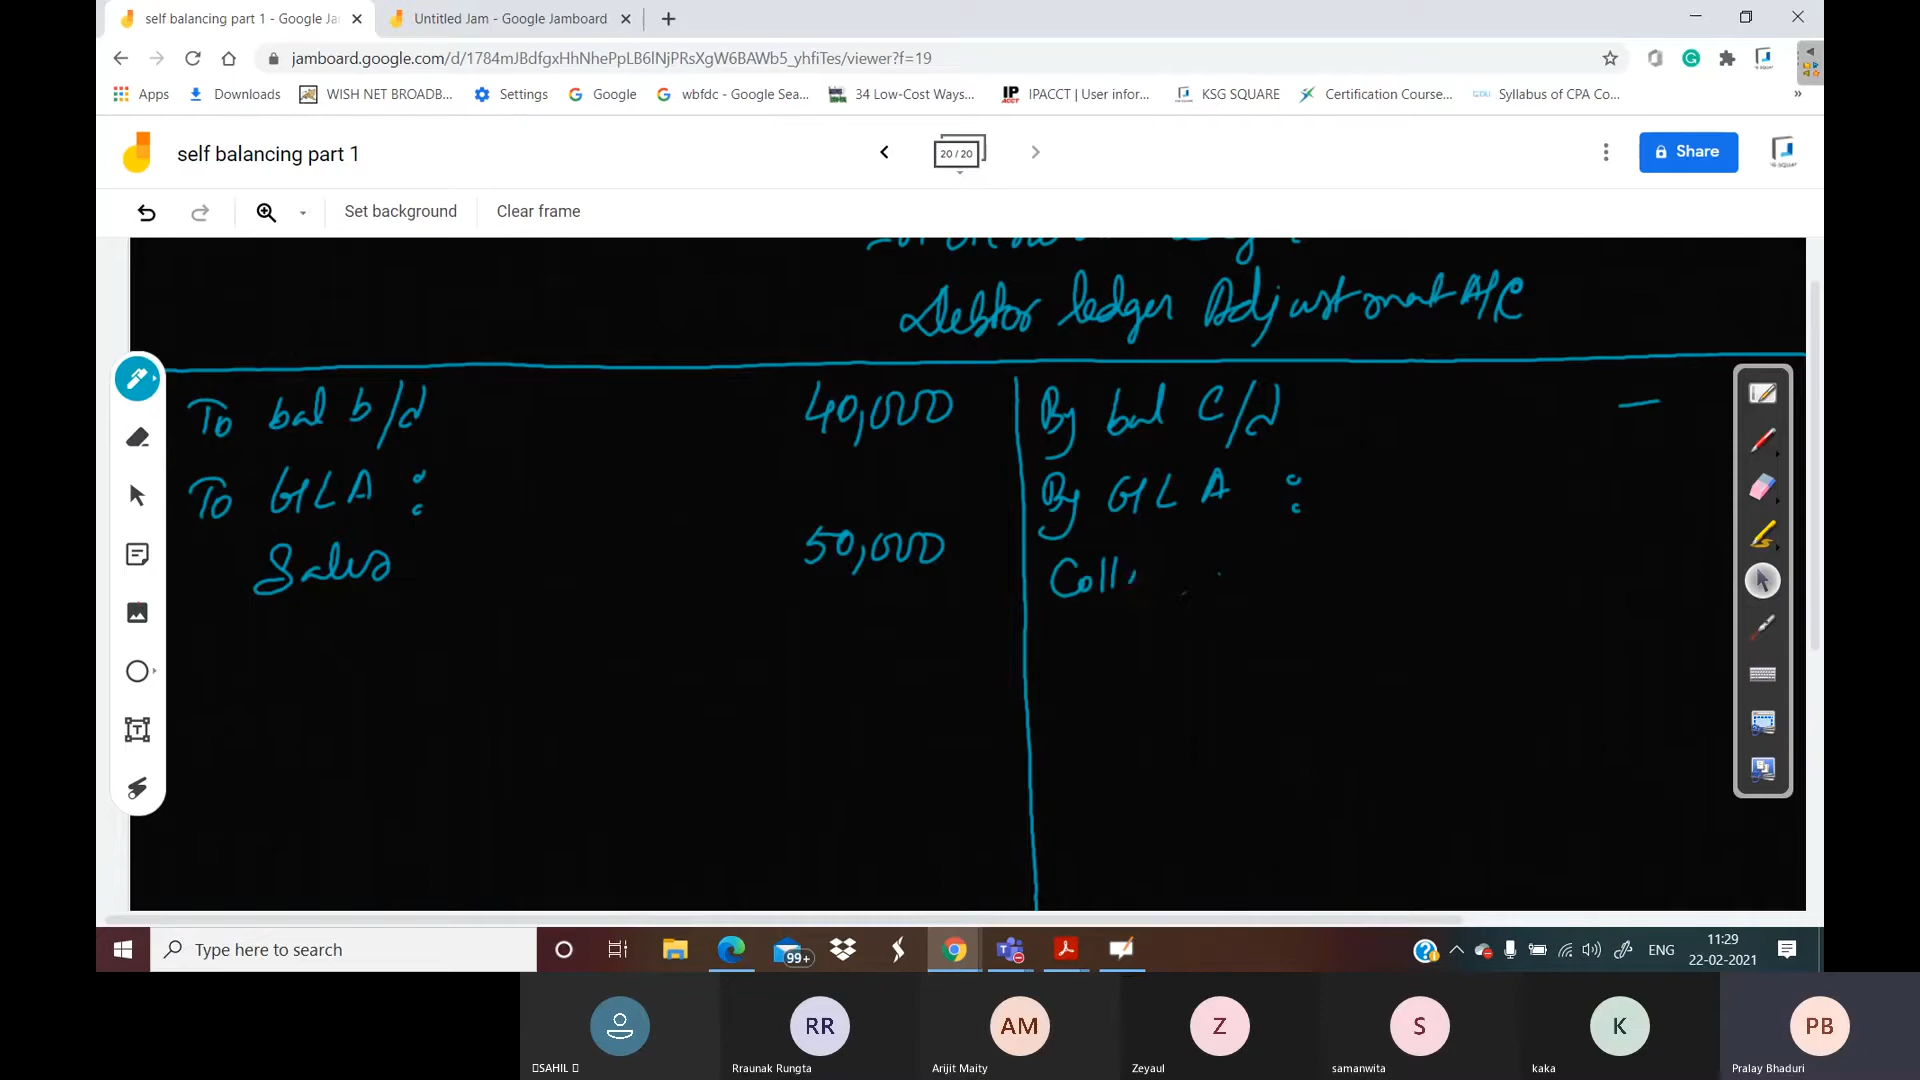 self balancing part 1 - Google Ja
Untitled Jam - Google Jamboard
jamboard.google.com/d/1784mJBdfgxHhNhePpLB6lNjPRsXgW6BAWb5_yhfiTes/viewer?f=19
Apps
Downloads
WISH NET BROADB...
Settings
Google
wbfdc - Google Sea...
34 Low-Cost Ways...
IPACCT | User infor...
KSG SQUARE
Certification Course...
Syllabus of CPA Co...
»
self balancing part 1
20 / 20
Share
Set background
Clear frame
Debtor ledger Adjustment A/C
To bal b/d 40,000 By bal C/d —
To GLA : By GLA :
Sales 50,000 Coll
Type here to search
99+
ENG
11:29
22-02-2021
RR
AM
Z
S
K
PB
SAHIL
Rraunak Rungta
Arijit Maity
Zeyaul
samanwita
kaka
Pralay Bhaduri